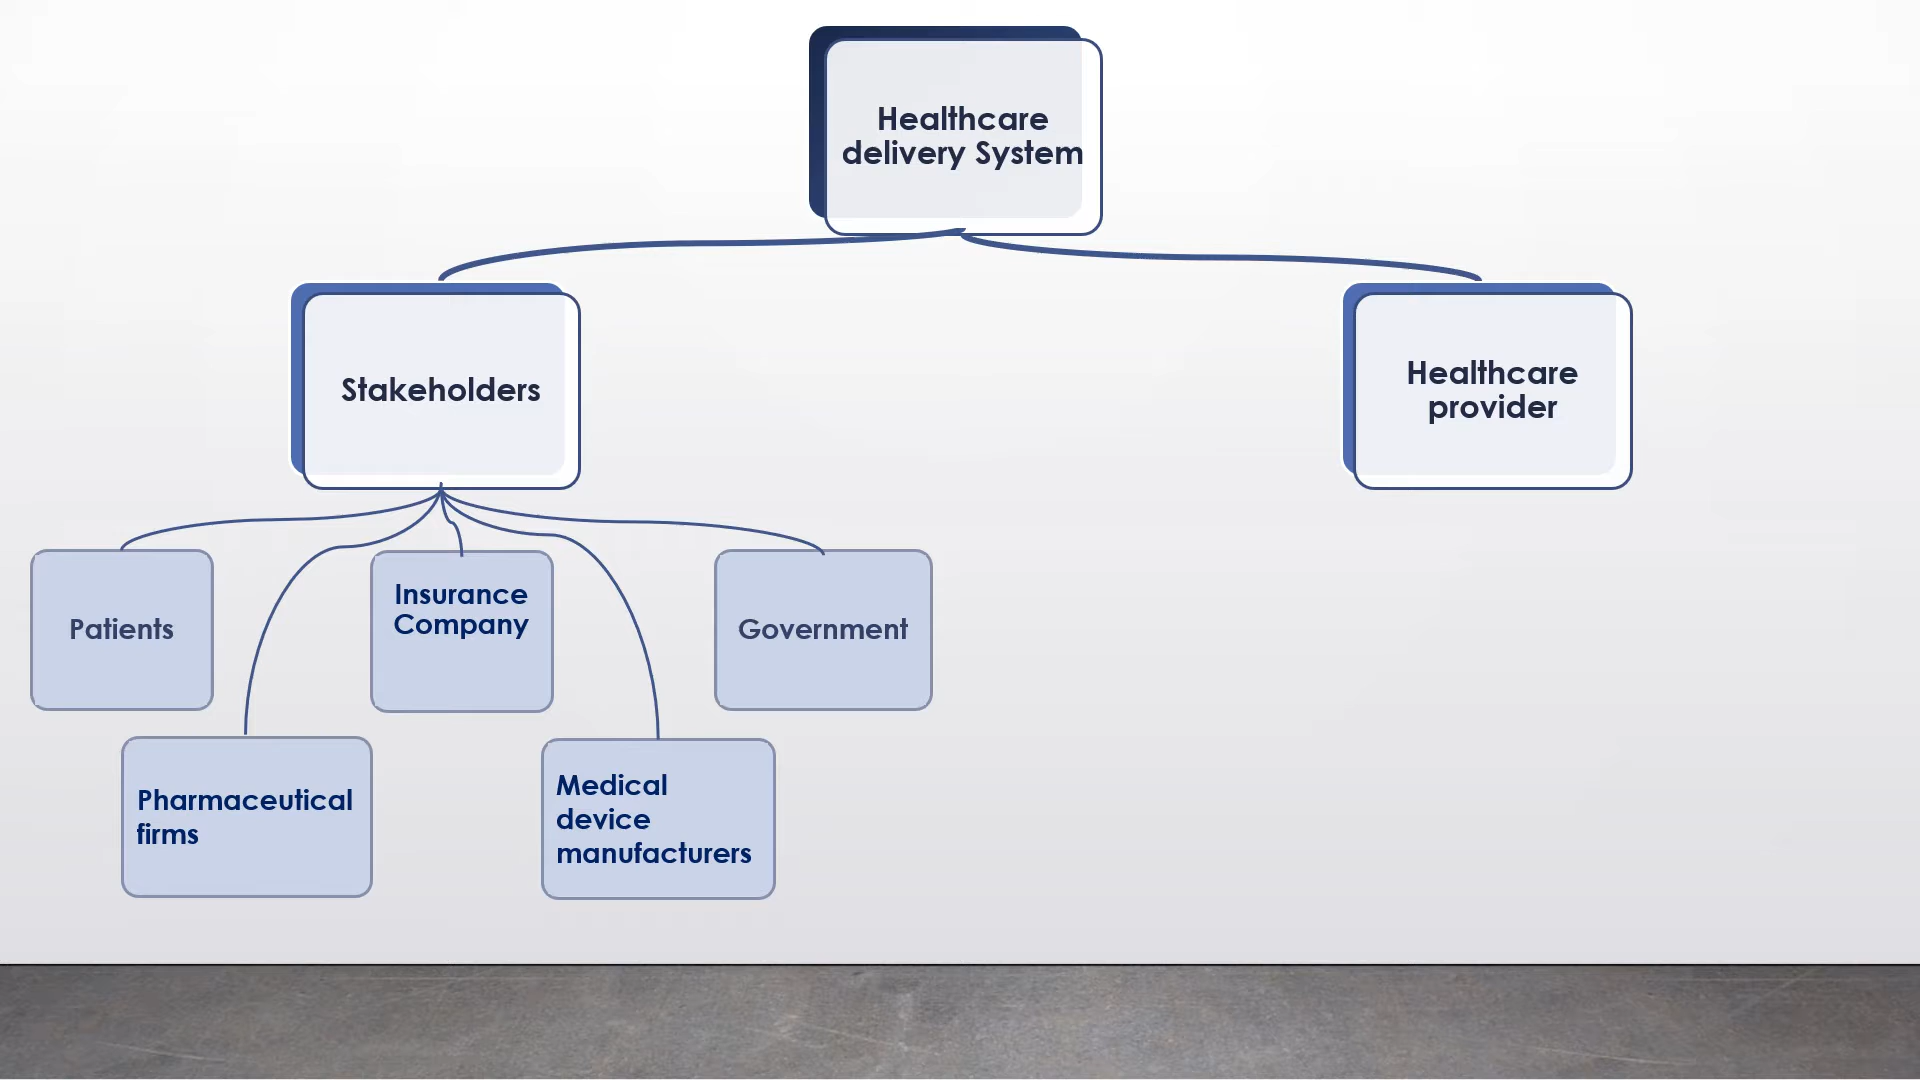 Healthcare
delivery System
Stakeholders
Healthcare
provider
Patients
Insurance
Company
Government
Pharmaceutical
firms
Medical
device
manufacturers